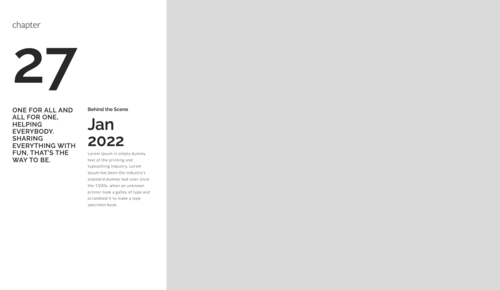 chapter
27
ONE FOR ALL AND
ALL FOR ONE.
HELPING
EVERYBODY.
SHARING
EVERYTHING WITH
FUN, THAT'S THE
WAY TO BE.
Behind the Scene
Jan
2022
Lorem Ipsum is simply dummy
text of the printing and
typesetting industry. Lorem
Ipsum has been the industry's
standard dummy text ever since
the 1500s, when an unknown
printer took a galley of type and
scrambled it to make a type
specimen book.